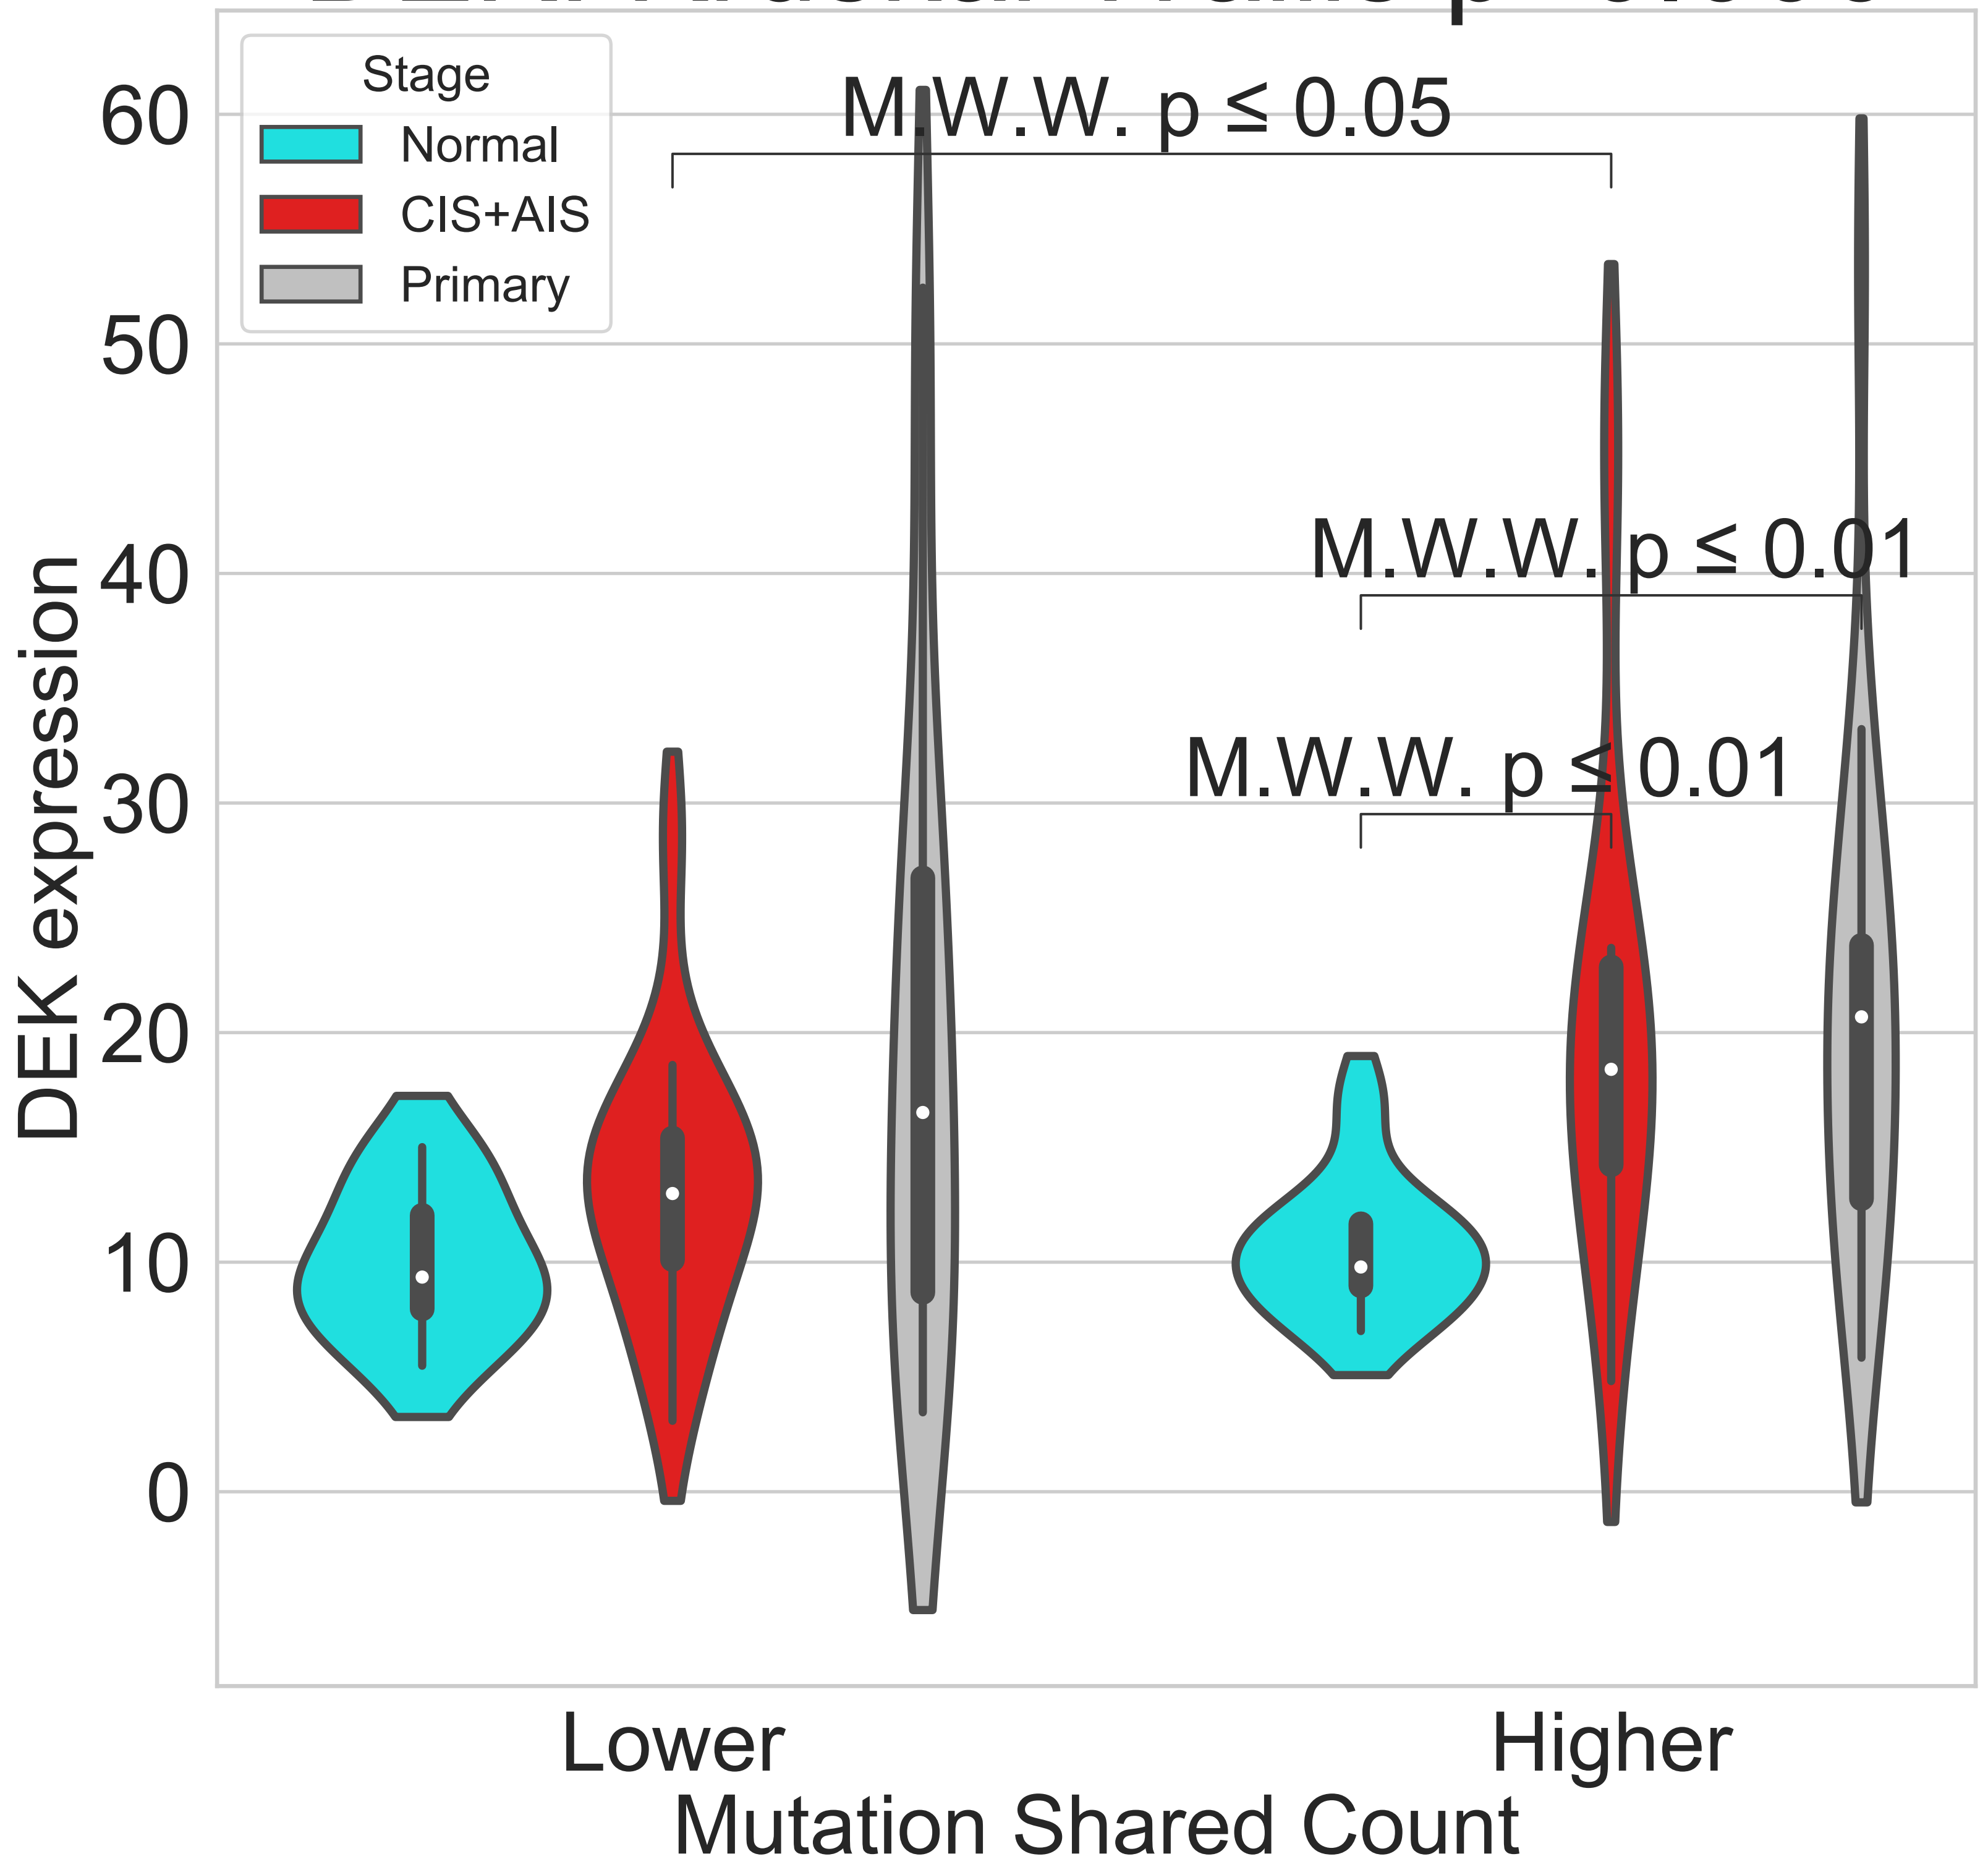 Stage
Normal
CIS+AIS
Primary
M.W.W. p ≤ 0.05
M.W.W. p ≤ 0.01
M.W.W. p ≤ 0.01
60
50
40
30
20
10
0
DEK expression
Lower
Higher
Mutation Shared Count